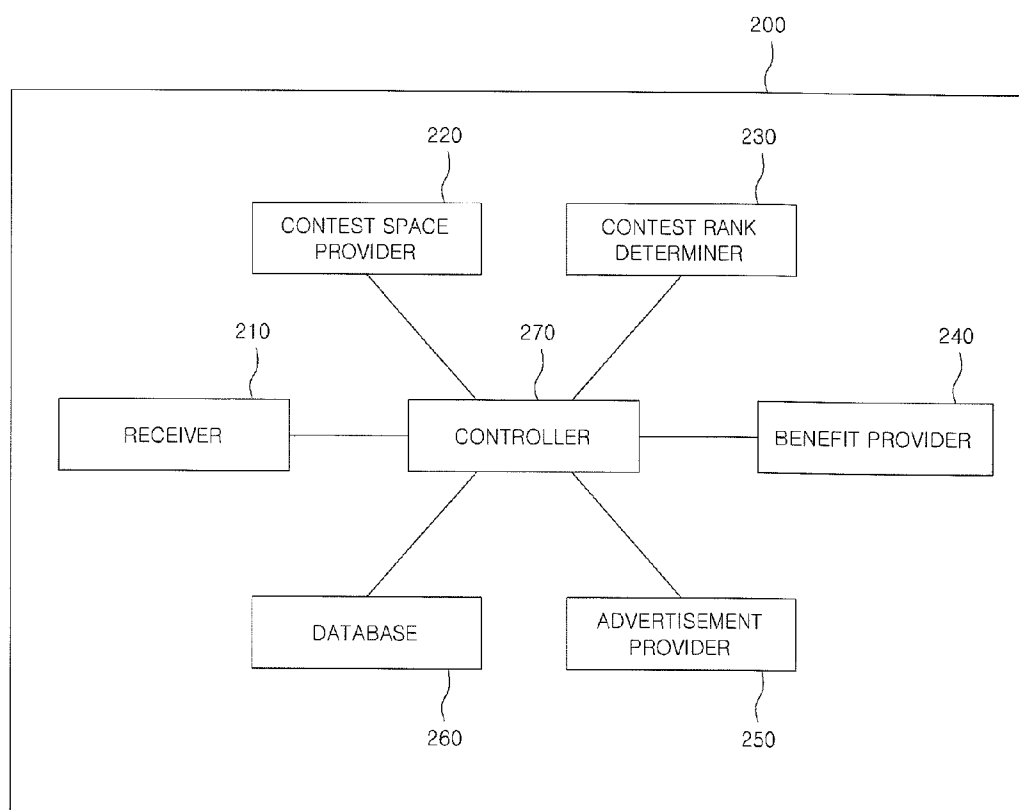 200
220
230
CONTEST SPACE
PROVIDER
CONTEST RANK
DETERMINER
210
270
240
RECEIVER
CONTROLLER
BENEFIT PROVIDER
DATABASE
ADVERTISEMENT
PROVIDER
260
250